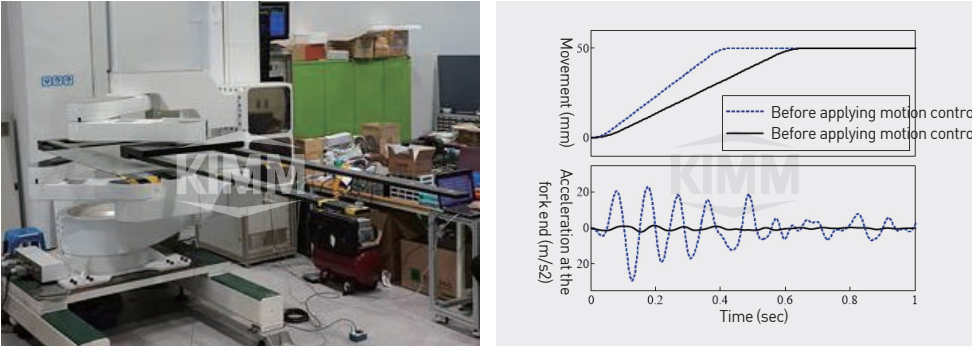 KIMM
KIMM
Movement (mm)
50
0
Before applying motion contro
Before applying motion contro
Acceleration at the
fork end (m/s2)
20
0
20
0
0.2
0.4
0.6
0.8
1
Time (sec)